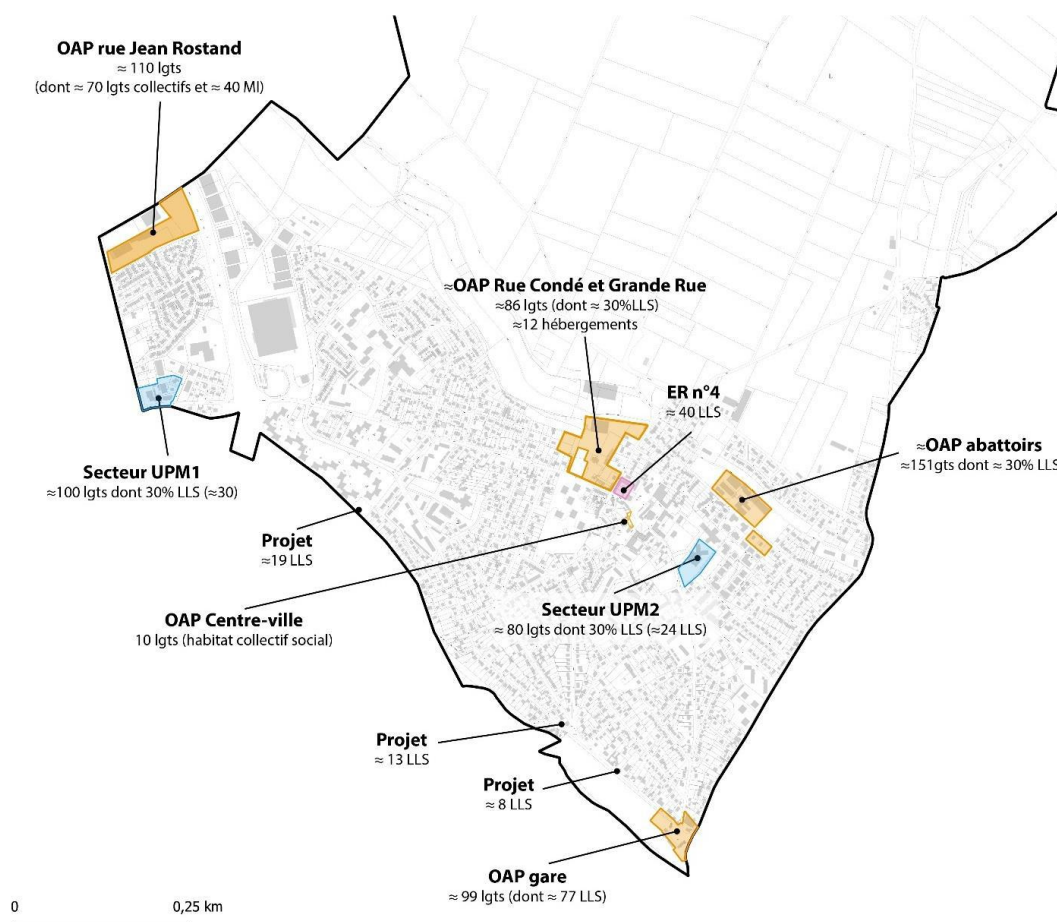 OAP rue Jean Rostand
≈ 110 lgts
(dont ≈ 70 lgts collectifs et ≈ 40 MI)
≈OAP Rue Condé et Grande Rue
≈86 lgts (dont ≈ 30%LLS)
≈12 hébergements
ER n°4
≈ 40 LLS
≈OAP abattoirs
≈151gts dont ≈ 30% LLS
Secteur UPM1
≈100 lgts dont 30% LLS (≈30)
Projet
≈19 LLS
OAP Centre-ville
10 lgts (habitat collectif social)
Secteur UPM2
≈ 80 lgts dont 30% LLS (≈24 LLS)
Projet
≈ 13 LLS
Projet
≈ 8 LLS
OAP gare
≈ 99 lgts (dont ≈ 77 LLS)
0 0,25 km